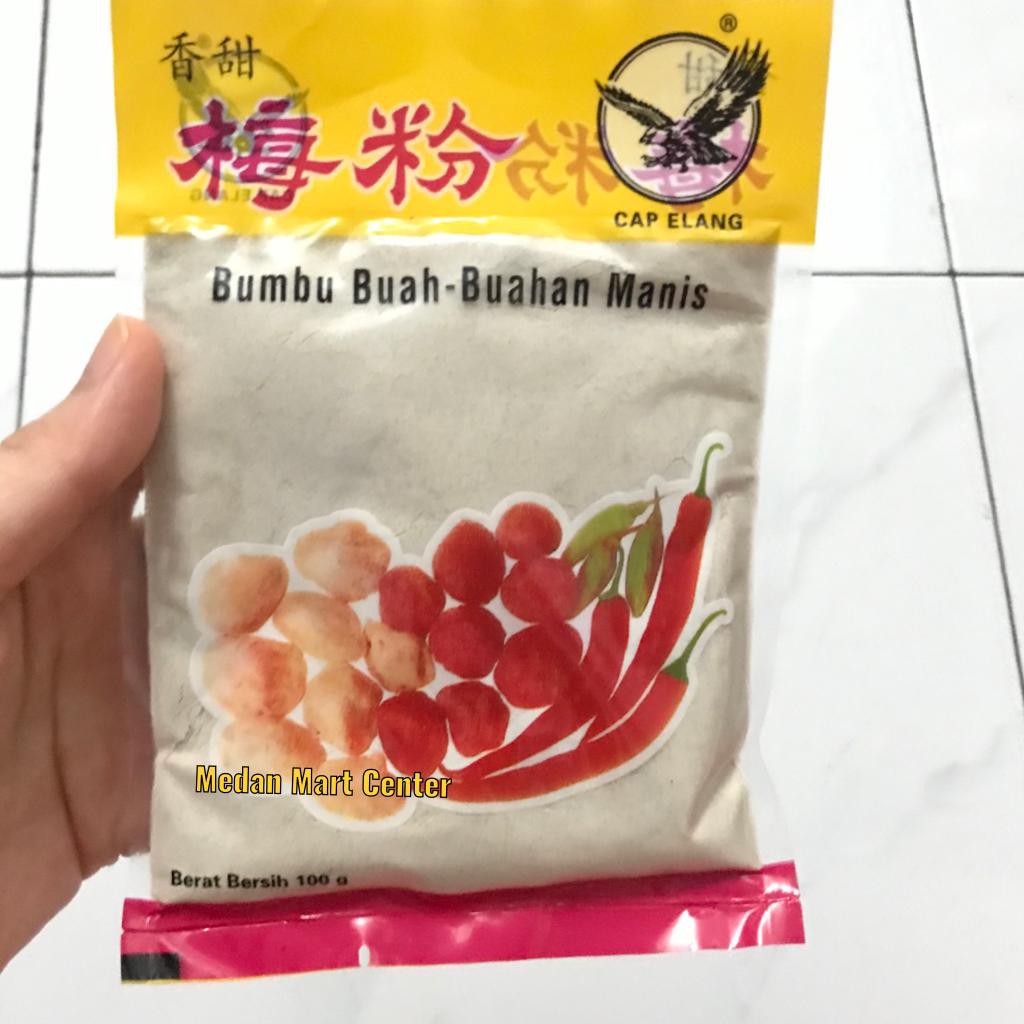 香甜
梅粉
®
CAP ELANG
Bumbu Buah-Buahan Manis
Medan Mart Center
Berat Bersih 100 g